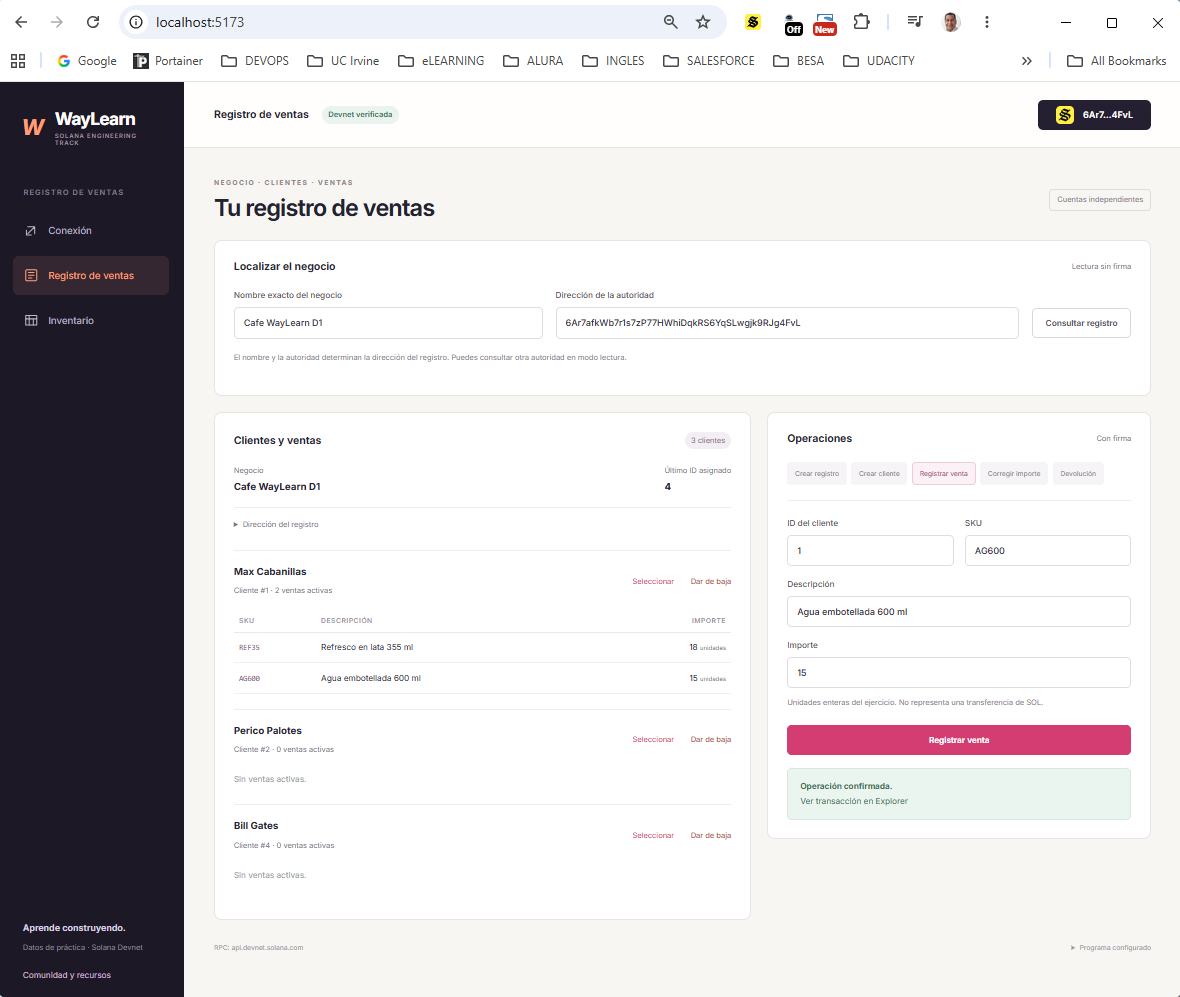 localhost:5173
Off
New
Google
Portainer
DEVOPS
UC Irvine
eLEARNING
ALURA
INGLES
SALESFORCE
BESA
UDACITY
All Bookmarks
W WayLearn
SOLANA ENGINEERING
TRACK
REGISTRO DE VENTAS
Conexión
Registro de ventas
Inventario
Aprende construyendo.
Datos de práctica · Solana Devnet
Comunidad y recursos
Registro de ventas
Devnet verificada
6Ar7...4FvL
NEGOCIO · CLIENTES · VENTAS
Tu registro de ventas
Cuentas independientes
Localizar el negocio
Lectura sin firma
Nombre exacto del negocio
Dirección de la autoridad
Cafe WayLearn D1
6Ar7afkWb7r1s7zP77HWhiDqkRS6YqSLwgjk9RJg4FvL
Consultar registro
El nombre y la autoridad determinan la dirección del registro. Puedes consultar otra autoridad en modo lectura.
Clientes y ventas
3 clientes
Negocio
Último ID asignado
Cafe WayLearn D1
4
Dirección del registro
Max Cabanillas
Cliente #1 · 2 ventas activas
Seleccionar
Dar de baja
SKU
DESCRIPCIÓN
IMPORTE
REF35
Refresco en lata 355 ml
18 unidades
AG600
Agua embotellada 600 ml
15 unidades
Perico Palotes
Cliente #2 · 0 ventas activas
Seleccionar
Dar de baja
Sin ventas activas.
Bill Gates
Cliente #4 · 0 ventas activas
Seleccionar
Dar de baja
Sin ventas activas.
Operaciones
Con firma
Crear registro
Crear cliente
Registrar venta
Corregir importe
Devolución
ID del cliente
SKU
1
AG600
Descripción
Agua embotellada 600 ml
Importe
15
Unidades enteras del ejercicio. No representa una transferencia de SOL.
Registrar venta
Operación confirmada.
Ver transacción en Explorer
RPC: api.devnet.solana.com
Programa configurado